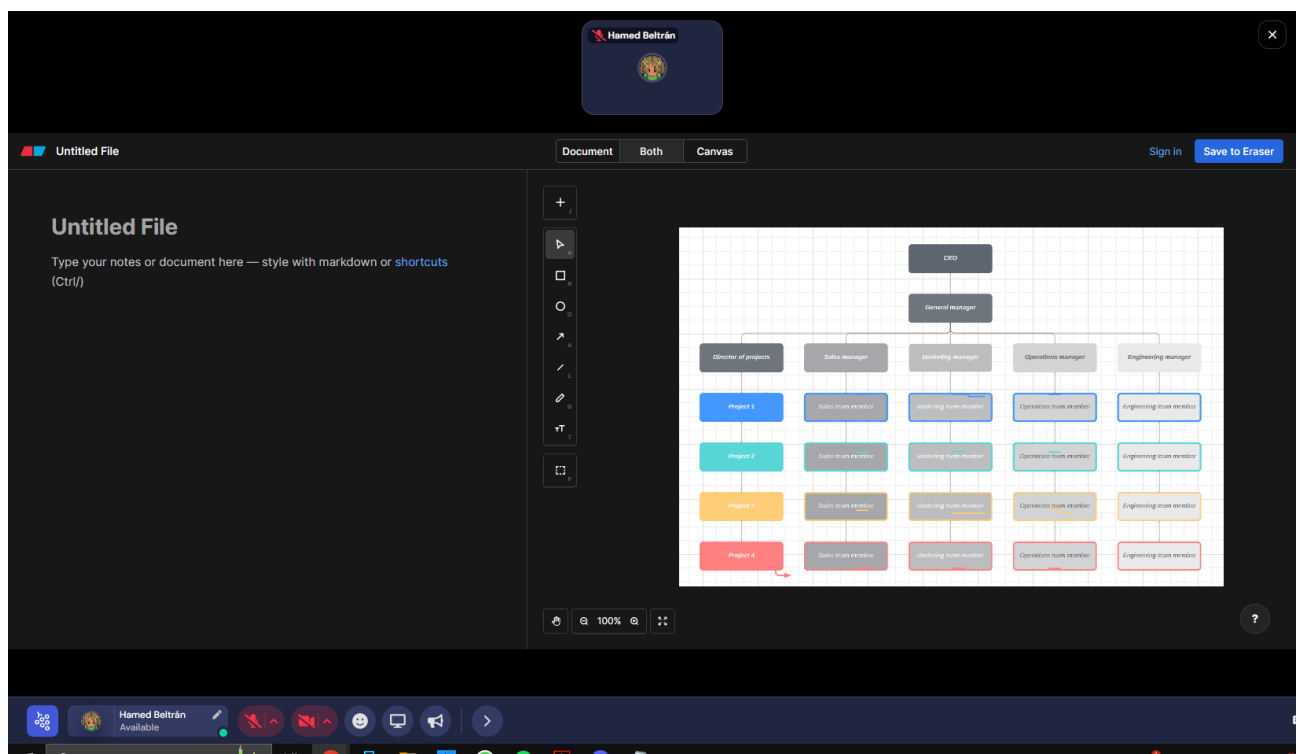 Hamed Beltrán
Untitled File
Document Both Canvas
Sign in
Save to Eraser
Untitled File
Type your notes or document here — style with markdown or shortcuts
(Ctrl/)
CEO
General manager
Director of projects
Sales manager
Marketing manager
Operations manager
Engineering manager
Project 1
Sales team member
Marketing team member
Operations team member
Engineering team member
Project 2
Sales team member
Marketing team member
Operations team member
Engineering team member
Project 3
Sales team member
Marketing team member
Operations team member
Engineering team member
Project 4
Sales team member
Marketing team member
Operations team member
Engineering team member
100%
?
Hamed Beltrán
Available